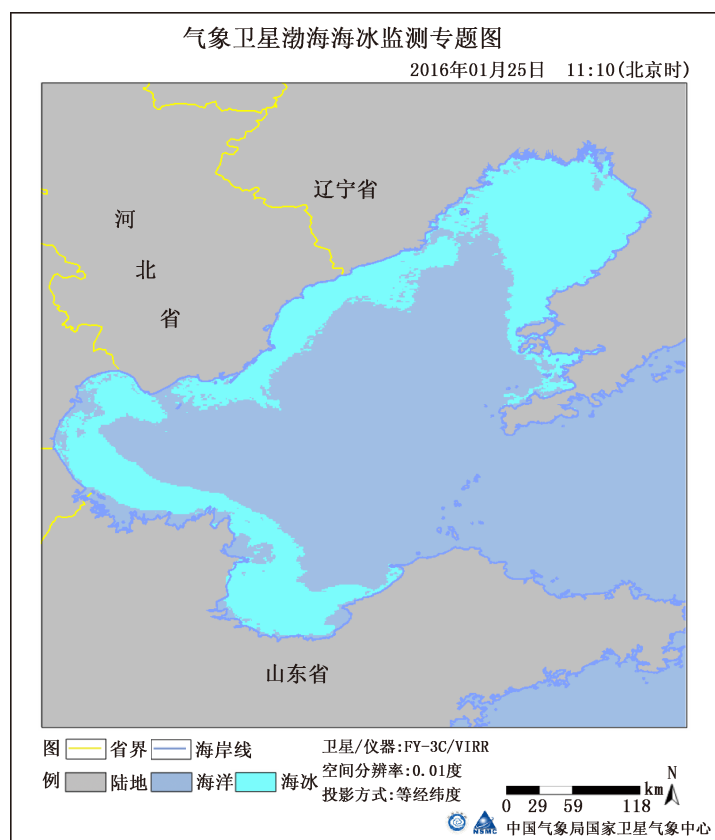 气象卫星渤海海冰监测专题图
2016年01月25日 11:10(北京时)
辽宁省
河
北
省
山东省
图 省界 海岸线
例 陆地 海洋 海冰
卫星/仪器:FY-3C/VIRR
空间分辨率:0.01度
投影方式:等经纬度
km
N
0 29 59 118
NSMC
中国气象局国家卫星气象中心